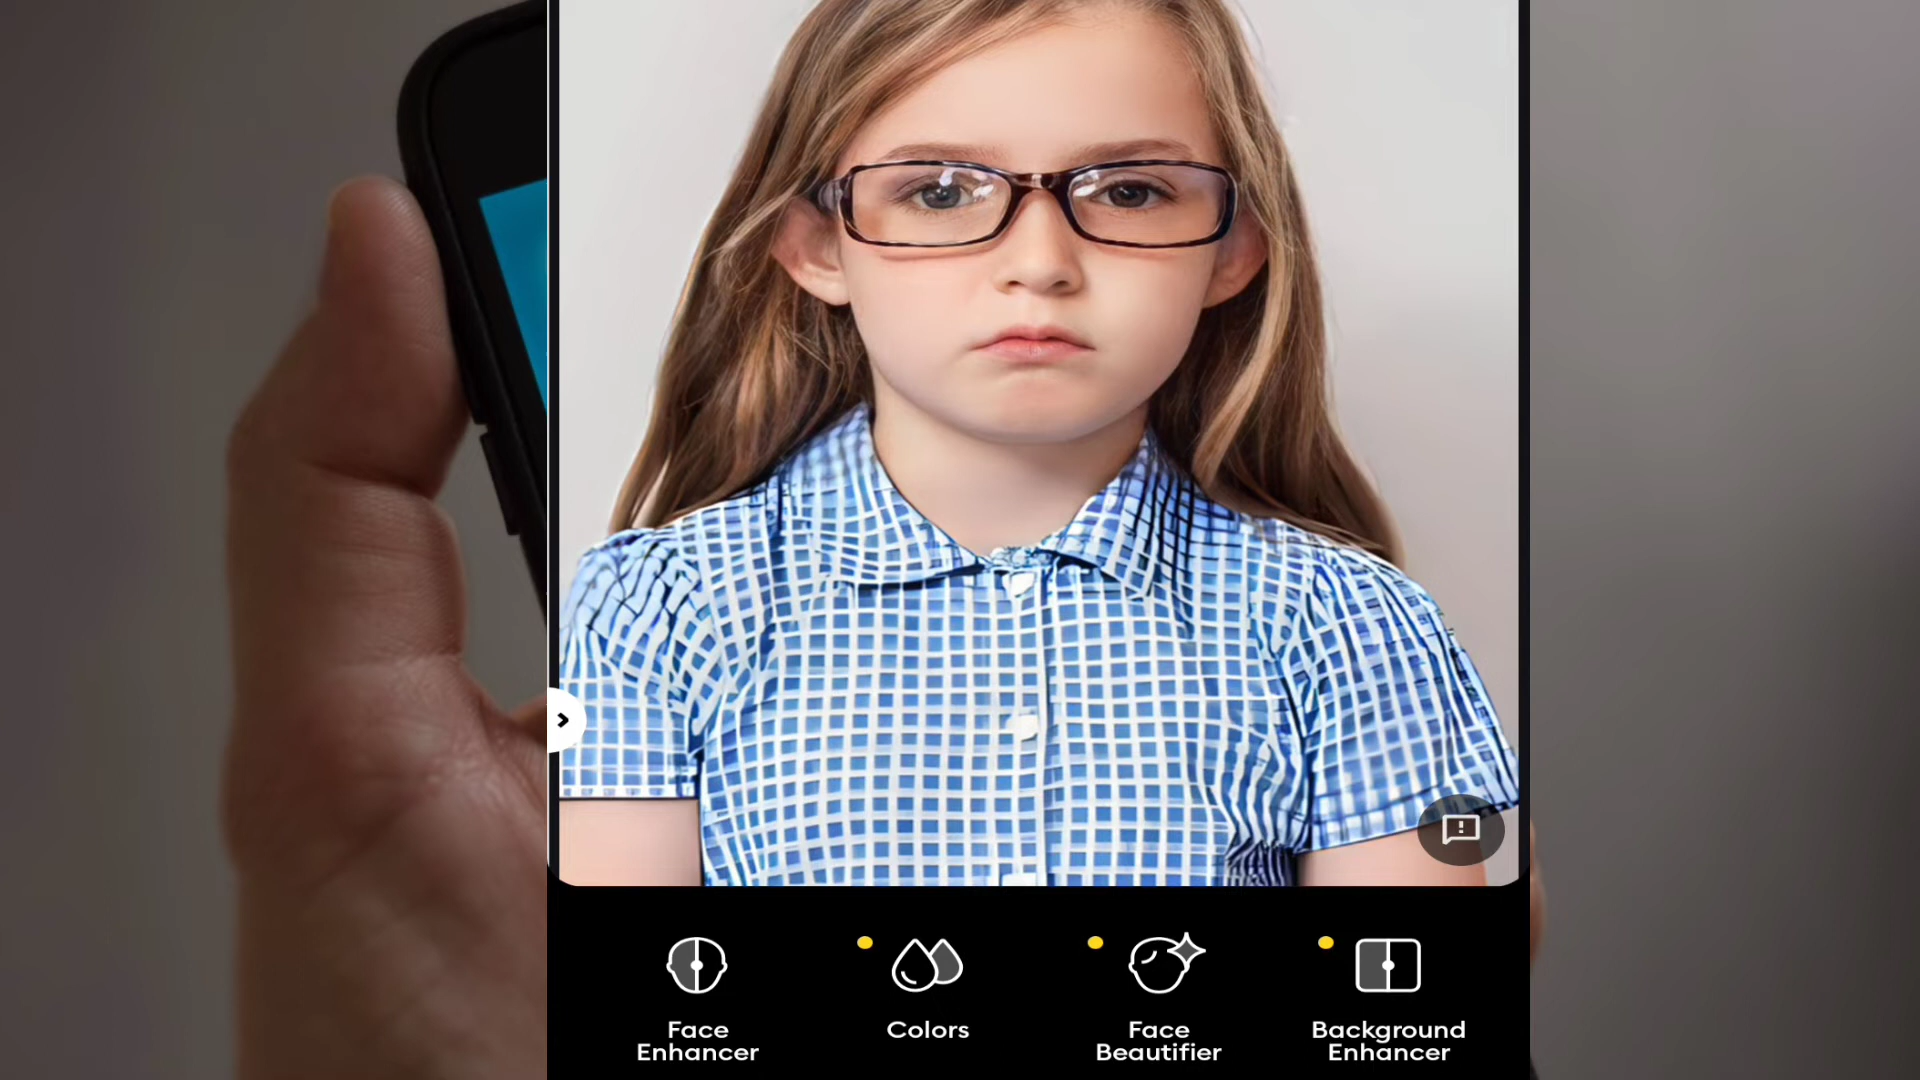 Face
Enhancer
Colors
Face
Beautifier
Background
Enhancer